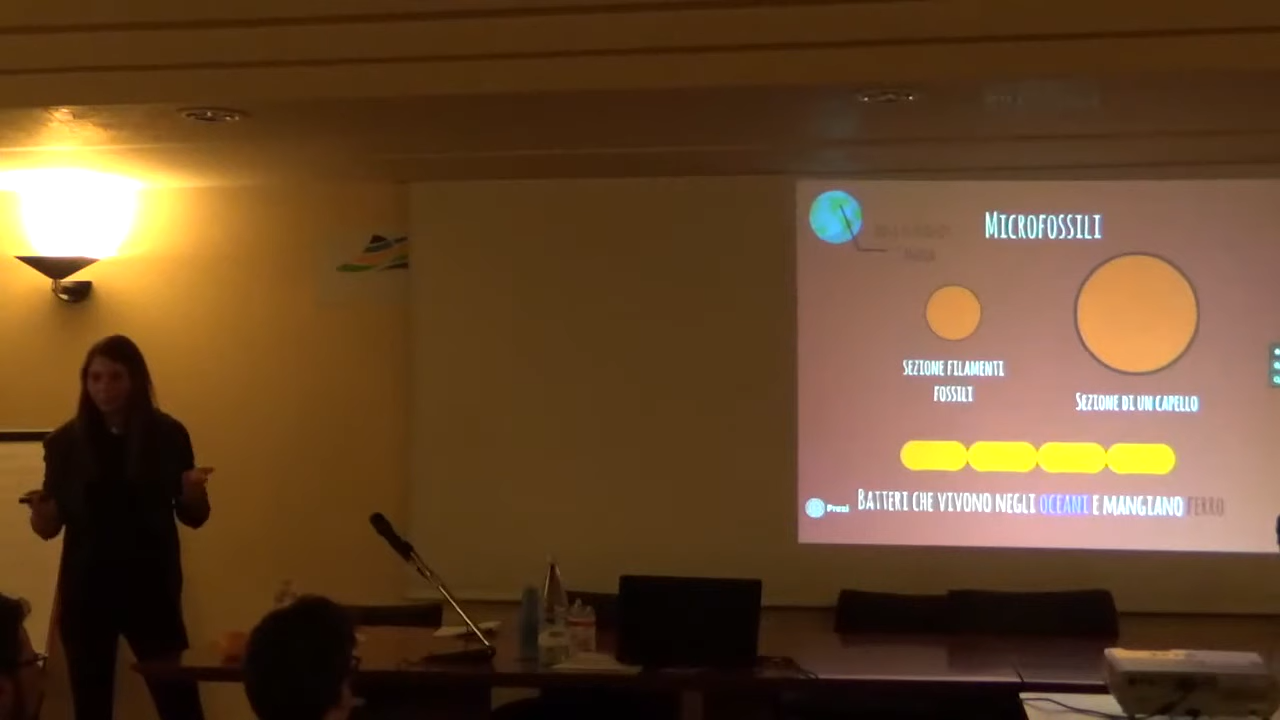 Microfossili
sezione filamenti
fossili
Sezione di un capello
Prezi
Batteri che vivono negli oceani e mangiano ferro